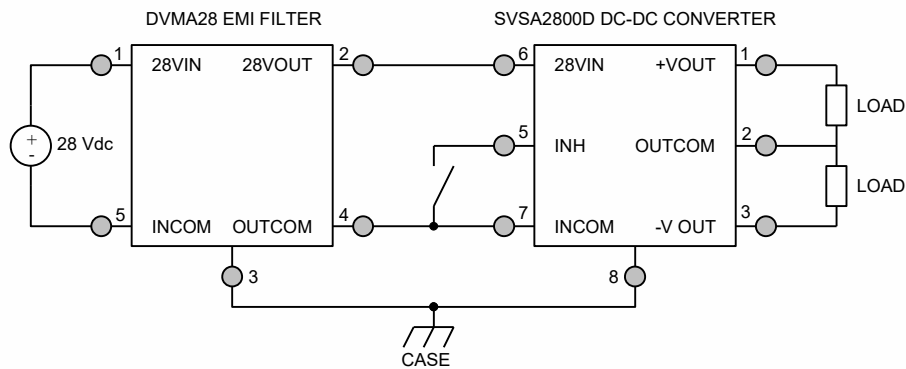 DVMA28 EMI FILTER
SVSA2800D DC-DC CONVERTER
1
28VIN
28VOUT
2
6
28VIN
+VOUT
1
LOAD
+
-
28 Vdc
5
INH
OUTCOM
2
LOAD
5
INCOM
OUTCOM
4
7
INCOM
-V OUT
3
3
8
CASE